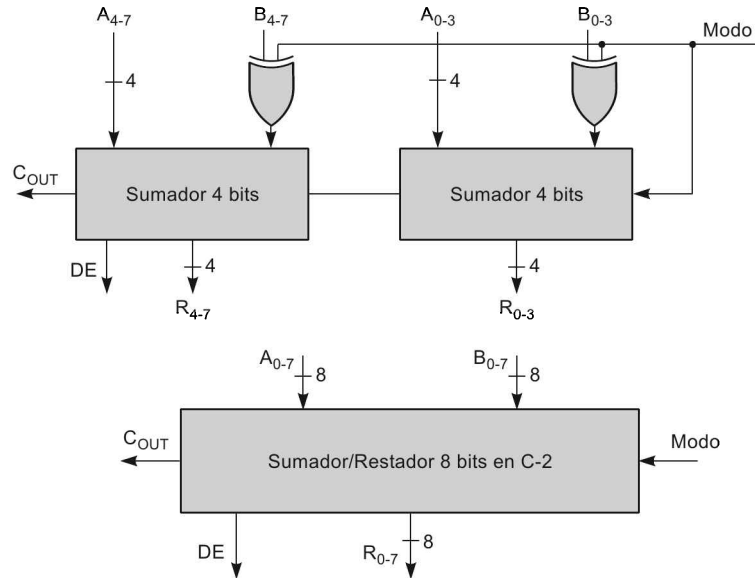 A4-7
B4-7
A0-3
B0-3
Modo
4
4
COUT
Sumador 4 bits
Sumador 4 bits
DE
4
4
R4-7
R0-3
A0-7
B0-7
8
8
COUT
Sumador/Restador 8 bits en C-2
Modo
DE
8
R0-7